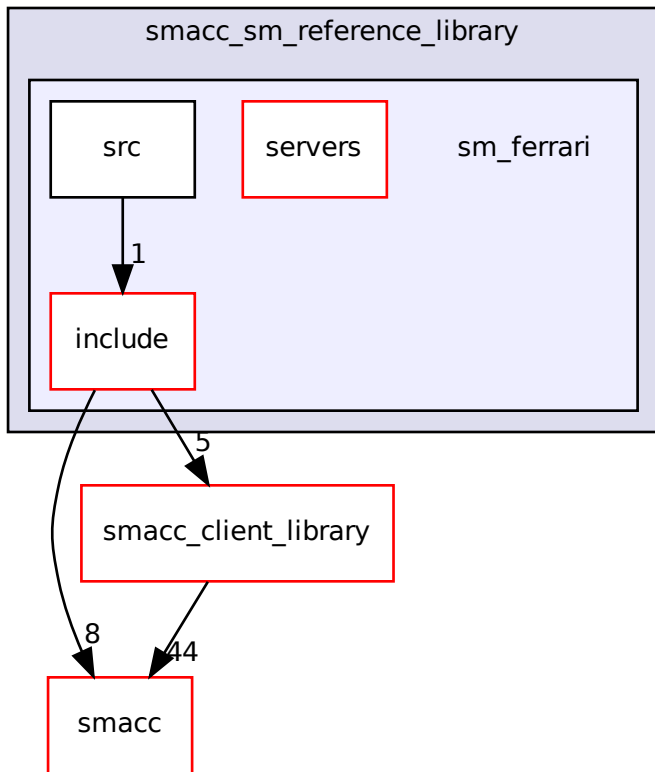 smacc_sm_reference_library
src
servers
sm_ferrari
1
include
5
smacc_client_library
8
44
smacc